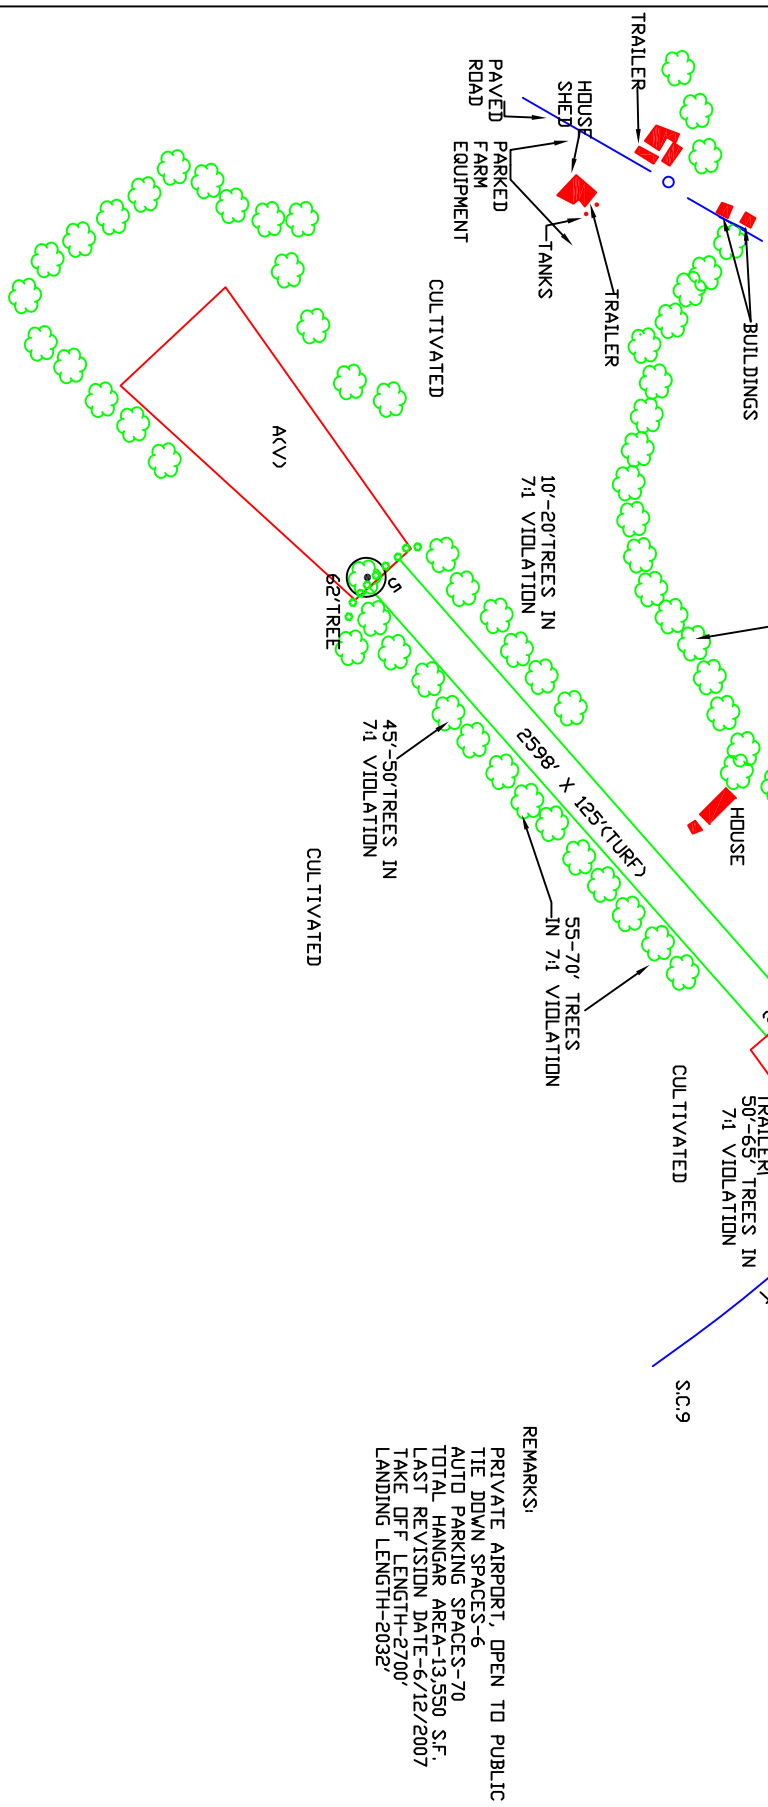 TRAILER
PAVED
ROAD
HOUSE
SHED
PARKED
FARM
EQUIPMENT
TANKS
TRAILER
BUILDINGS
CULTIVATED
A(V)
10'-20'TREES IN
7:1 VIOLATION
5
62'TREE
2598' X 125'(TURF)
45'-50'TREES IN
7:1 VIOLATION
HOUSE
CULTIVATED
55-70' TREES
IN 7:1 VIOLATION
CULTIVATED
TRAILER
50'-65' TREES IN
7:1 VIOLATION
S.C.9
REMARKS:
PRIVATE AIRPORT, OPEN TO PUBLIC
TIE DOWN SPACES-6
AUTO PARKING SPACES-70
TOTAL HANGAR AREA-13,550 S.F.
LAST REVISION DATE-6/12/2007
TAKE OFF LENGTH-2700'
LANDING LENGTH-2032'